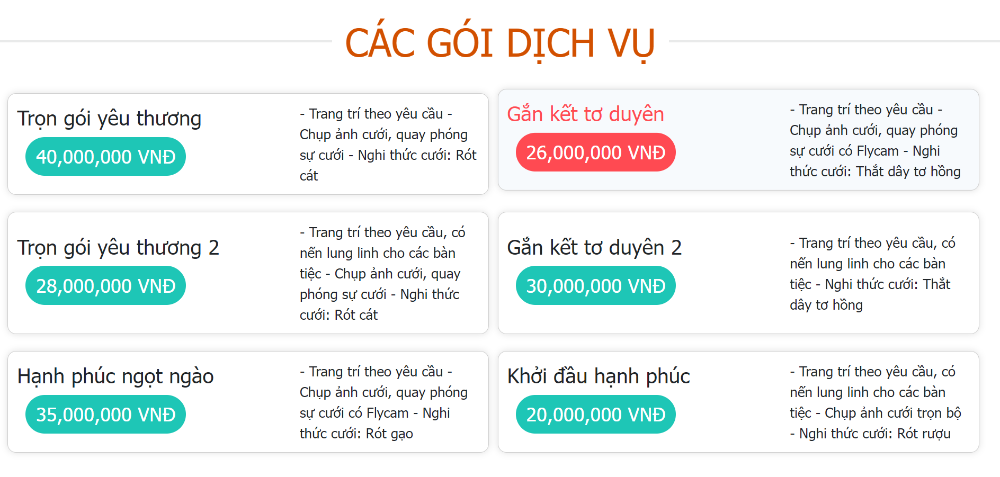 CÁC GÓI DỊCH VỤ
Trọn gói yêu thương
40,000,000 VNĐ
- Trang trí theo yêu cầu -
Chụp ảnh cưới, quay phóng
sự cưới - Nghi thức cưới: Rót
cát
Gắn kết tơ duyên
26,000,000 VNĐ
- Trang trí theo yêu cầu -
Chụp ảnh cưới, quay phóng
sự cưới có Flycam - Nghi
thức cưới: Thắt dây tơ hồng
Trọn gói yêu thương 2
28,000,000 VNĐ
- Trang trí theo yêu cầu, có
nến lung linh cho các bàn
tiệc - Chụp ảnh cưới, quay
phóng sự cưới - Nghi thức
cưới: Rót cát
Gắn kết tơ duyên 2
30,000,000 VNĐ
- Trang trí theo yêu cầu, có
nến lung linh cho các bàn
tiệc - Nghi thức cưới: Thắt
dây tơ hồng
Hạnh phúc ngọt ngào
35,000,000 VNĐ
- Trang trí theo yêu cầu -
Chụp ảnh cưới, quay phóng
sự cưới có Flycam - Nghi
thức cưới: Rót gạo
Khởi đầu hạnh phúc
20,000,000 VNĐ
- Trang trí theo yêu cầu, có
nến lung linh cho các bàn
tiệc - Chụp ảnh cưới trọn bộ
- Nghi thức cưới: Rót rượu